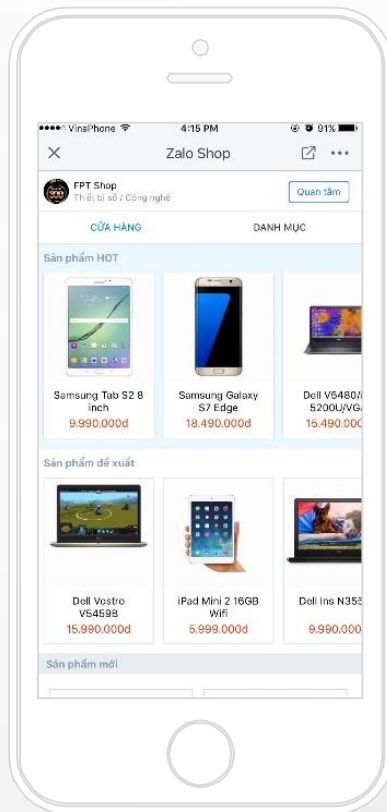 VinaPhone 4:15 PM 91%
Zalo Shop
FPT Shop
Thiết bị số / Công nghệ
Quan tâm
CỬA HÀNG DANH MỤC
Sản phẩm HOT
Samsung Tab S2 8 inch
9.990.000đ
Samsung Galaxy S7 Edge
18.490.000đ
Dell V5480/i
5200U/VGA
15.490.000
Sản phẩm đề xuất
Dell Vostro V5459B
15.990.000đ
iPad Mini 2 16GB Wifi
5.999.000đ
Dell Ins N355
9.990.000
Sản phẩm mới